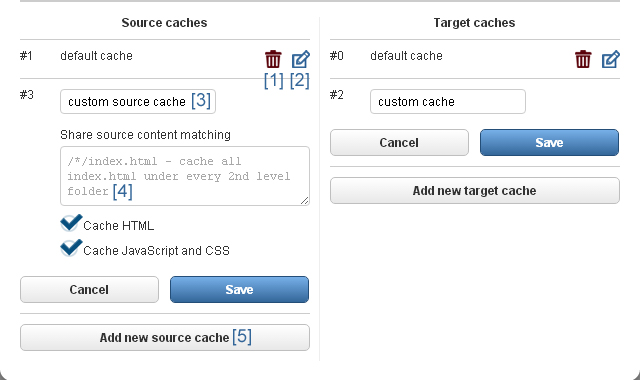 Source caches
#1 default cache
[1] [2]
#3 custom source cache [3]
Share source content matching
/*/index.html - cache all
index.html under every 2nd level
folder [4]
Cache HTML
Cache JavaScript and CSS
Cancel Save
Add new source cache [5]
Target caches
#0 default cache
#2 custom cache
Cancel Save
Add new target cache